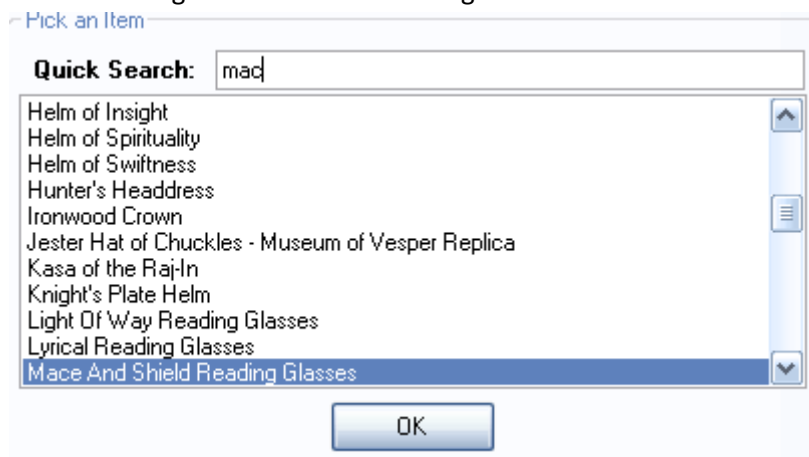 Pick an Item
Quick Search: mac
Helm of Insight
Helm of Spirituality
Helm of Swiftness
Hunter's Headdress
Ironwood Crown
Jester Hat of Chuckles - Museum of Vesper Replica
Kasa of the Raj-In
Knight's Plate Helm
Light Of Way Reading Glasses
Lyrical Reading Glasses
Mace And Shield Reading Glasses
OK